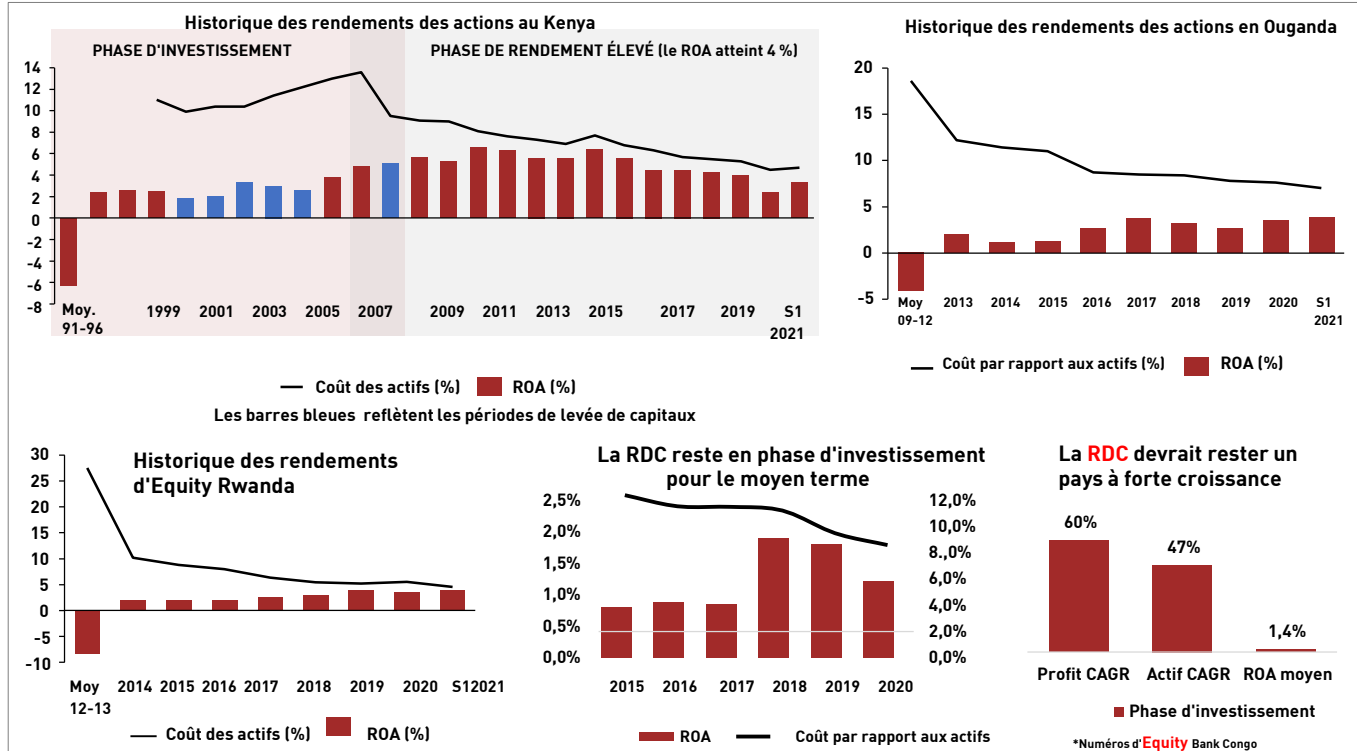 Historique des rendements des actions au Kenya
PHASE D'INVESTISSEMENT
PHASE DE RENDEMENT ÉLEVÉ (le ROA atteint 4 %)
14
12
10
8
6
4
2
0
-2
-4
-6
-8
Moy. 1999 2001 2003 2005 2007 2009 2011 2013 2015 2017 2019 S1
91-96 2021
Coût des actifs (%) ROA (%)
Les barres bleues reflètent les périodes de levée de capitaux
Historique des rendements des actions en Ouganda
20
15
10
5
0
-5
Moy 2013 2014 2015 2016 2017 2018 2019 2020 S1
09-12 2021
Coût par rapport aux actifs (%) ROA (%)
Historique des rendements
d'Equity Rwanda
30
25
20
15
10
5
0
-5
-10
Moy 2014 2015 2016 2017 2018 2019 2020 S12021
12-13
Coût des actifs (%) ROA (%)
La RDC reste en phase d'investissement
pour le moyen terme
2,5%
2,0%
1,5%
1,0%
0,5%
0,0%
12,0%
10,0%
8.,0%
6,0%
4,0%
2,0%
0,0%
2015 2016 2017 2018 2019 2020
ROA Coût par rapport aux actifs
La RDC devrait rester un
pays à forte croissance
60%
47%
1,4%
Profit CAGR Actif CAGR ROA moyen
Phase d'investissement
*Numéros d'Equity Bank Congo